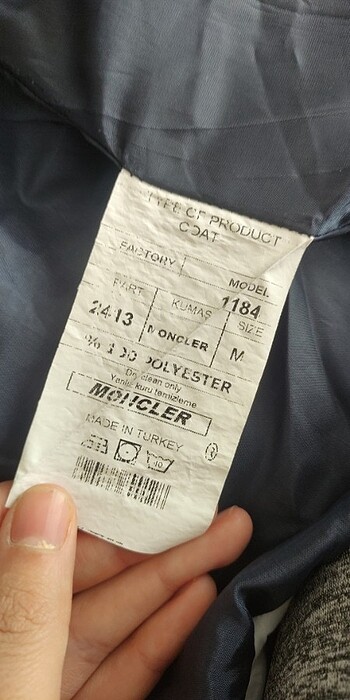 TYPE OF PRODUCT
COAT
FACTORY
MODEL
PART. KUMAŞ 1184
SIZE
2413 MONCLER M
% 100 POLYESTER
Dry clean only
Yanlız kuru temizleme
MONCLER
MADE IN TURKEY